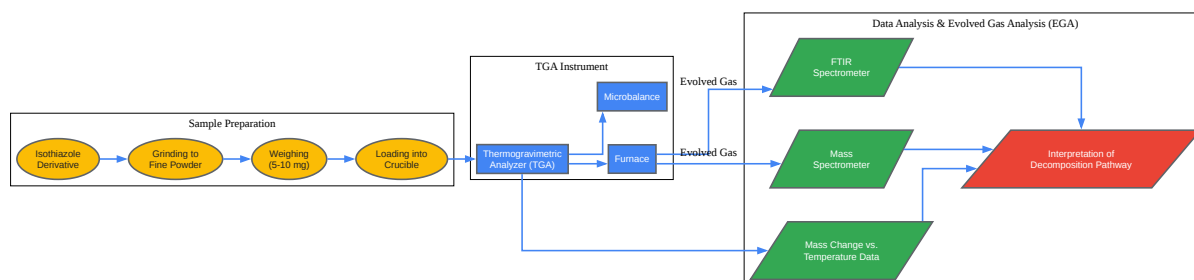 Data Analysis & Evolved Gas Analysis (EGA)
FTIR
Spectrometer
TGA Instrument
Evolved Gas
Microbalance
Sample Preparation
Isothiazole
Derivative
Grinding to
Fine Powder
Weighing
(5-10 mg)
Loading into
Crucible
Thermogravimetric
Analyzer (TGA)
Furnace
Evolved Gas
Mass
Spectrometer
Interpretation of
Decomposition Pathway
Mass Change vs.
Temperature Data